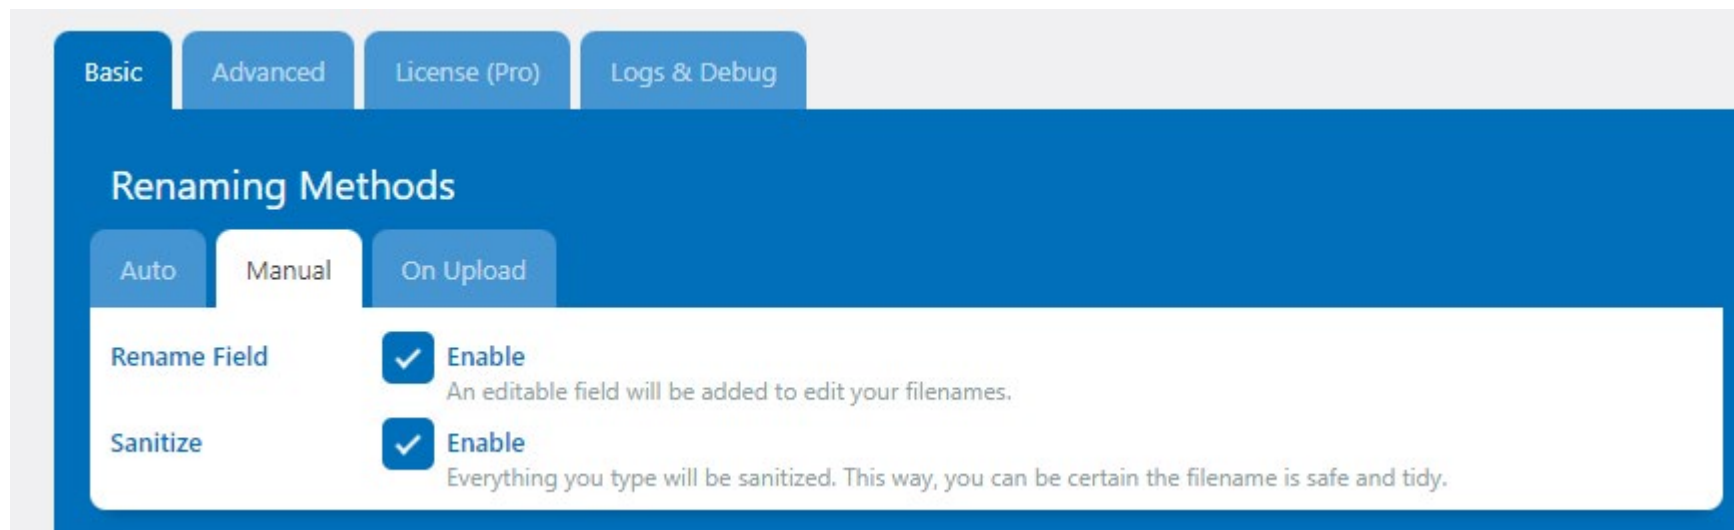 Basic Advanced License (Pro) Logs & Debug
Renaming Methods
Auto Manual On Upload
Rename Field Enable
An editable field will be added to edit your filenames.
Sanitize Enable
Everything you type will be sanitized. This way, you can be certain the filename is safe and tidy.